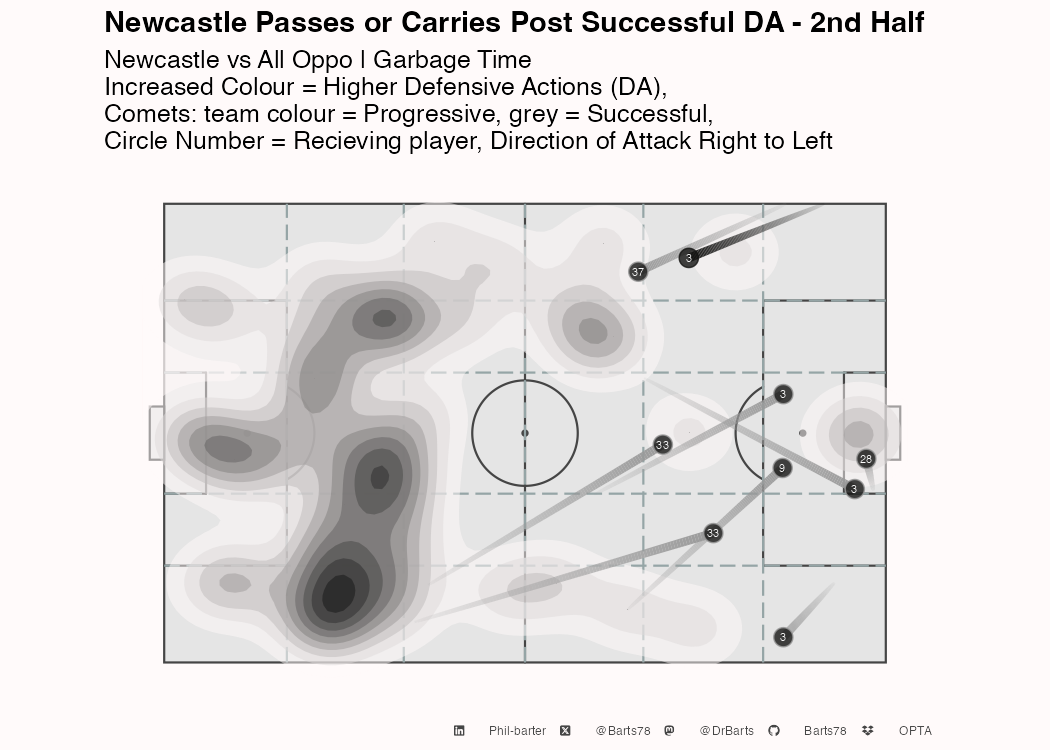 Newcastle Passes or Carries Post Successful DA - 2nd Half
Newcastle vs All Oppo | Garbage Time
Increased Colour = Higher Defensive Actions (DA),
Comets: team colour = Progressive, grey = Successful,
Circle Number = Recieving player, Direction of Attack Right to Left
3
37
3
33
28
9
3
33
3
Phil-barter @Barts78 @DrBarts Barts78 OPTA